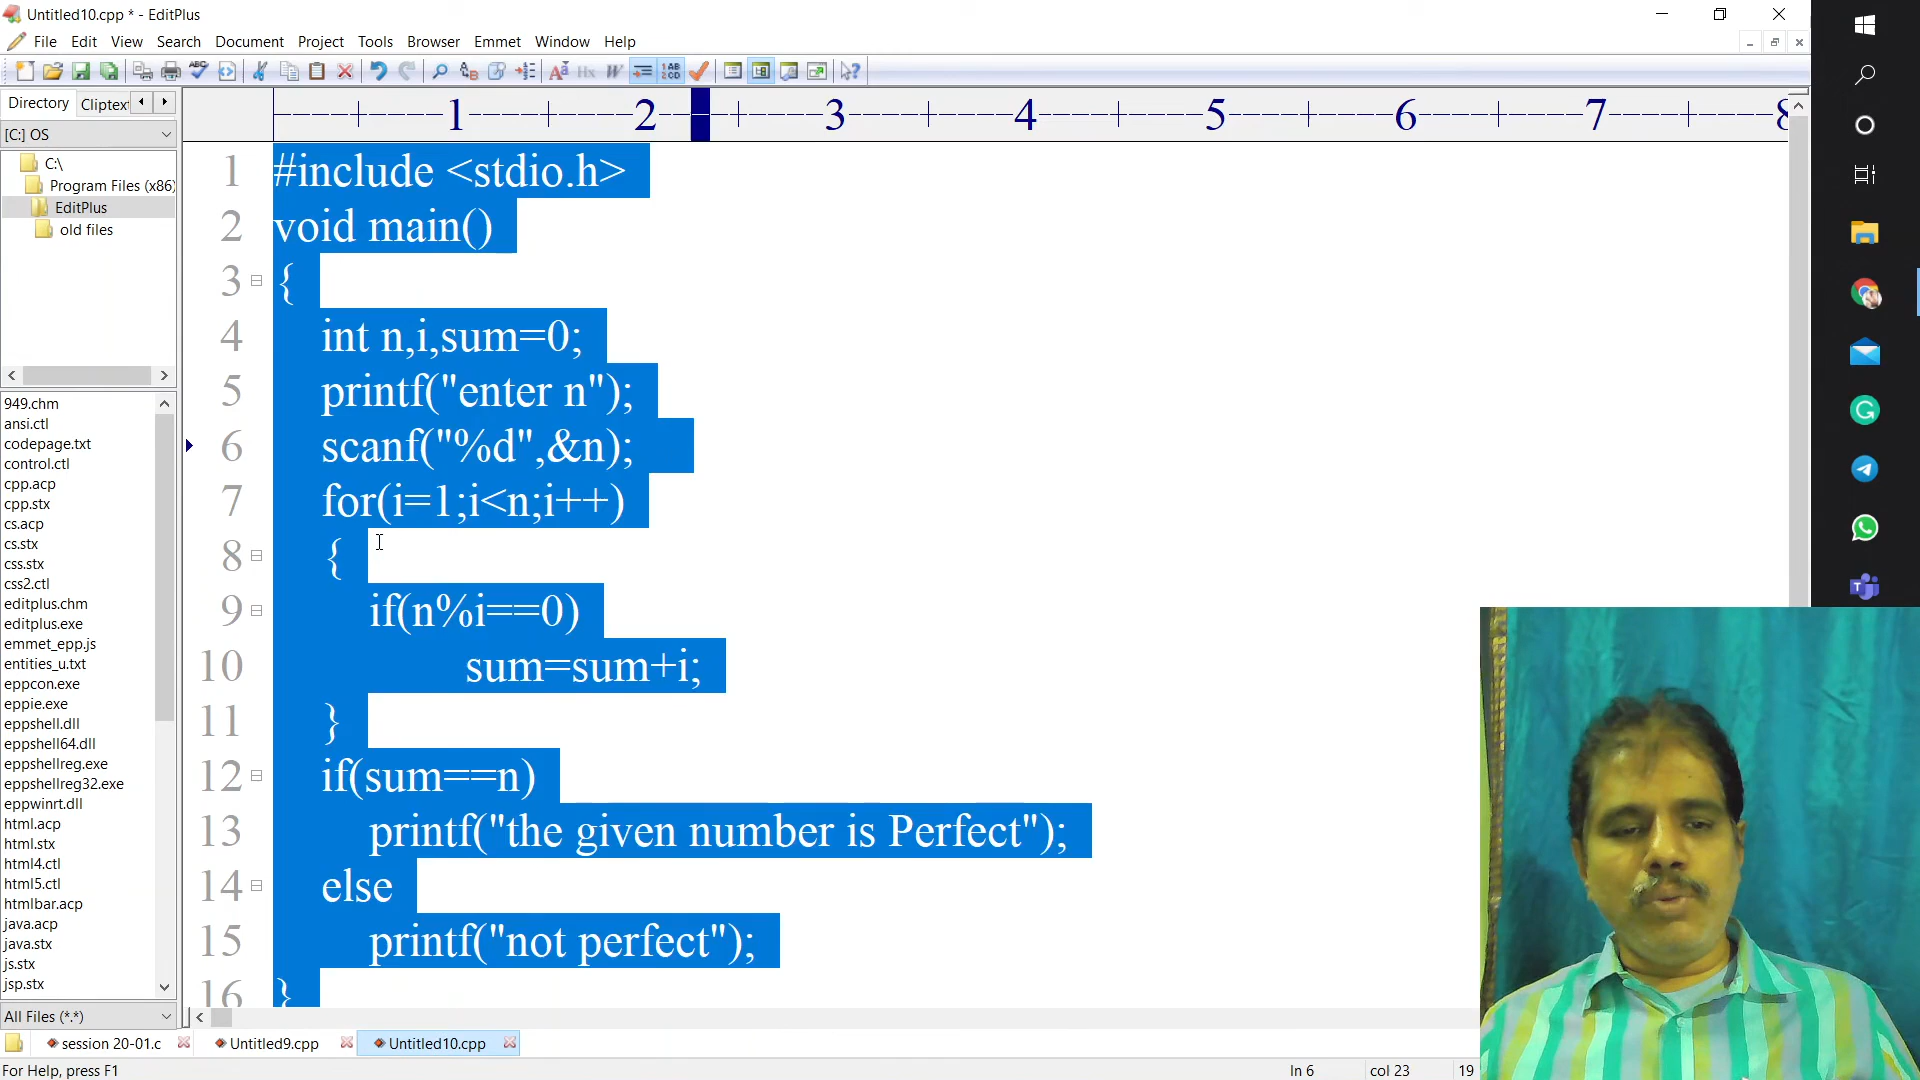 Untitled10.cpp * - EditPlus
File Edit View Search Document Project Tools Browser Emmet Window Help
Directory Cliptext
[C:] OS
C:\
Program Files (x86)
EditPlus
old files
949.chm
ansi.ctl
codepage.txt
control.ctl
cpp.acp
cpp.stx
cs.acp
cs.stx
css.stx
css2.ctl
editplus.chm
editplus.exe
emmet_epp.js
entities_u.txt
eppcon.exe
eppie.exe
eppshell.dll
eppshell64.dll
eppshellreg.exe
eppshellreg32.exe
eppwinrt.dll
html.acp
html.stx
html4.ctl
html5.ctl
htmlbar.acp
java.acp
java.stx
js.stx
jsp.stx
All Files (*.*)
----+----1----+----2----+----3----+----4----+----5----+----6----+----7----+----8
1 #include <stdio.h>
2 void main()
3 {
4 int n,i,sum=0;
5 printf("enter n");
6 scanf("%d",&n);
7 for(i=1;i<n;i++)
8 {
9 if(n%i==0)
10 sum=sum+i;
11 }
12 if(sum==n)
13 printf("the given number is Perfect");
14 else
15 printf("not perfect");
16 }
session 20-01.c Untitled9.cpp Untitled10.cpp
For Help, press F1 ln 6 col 23 19